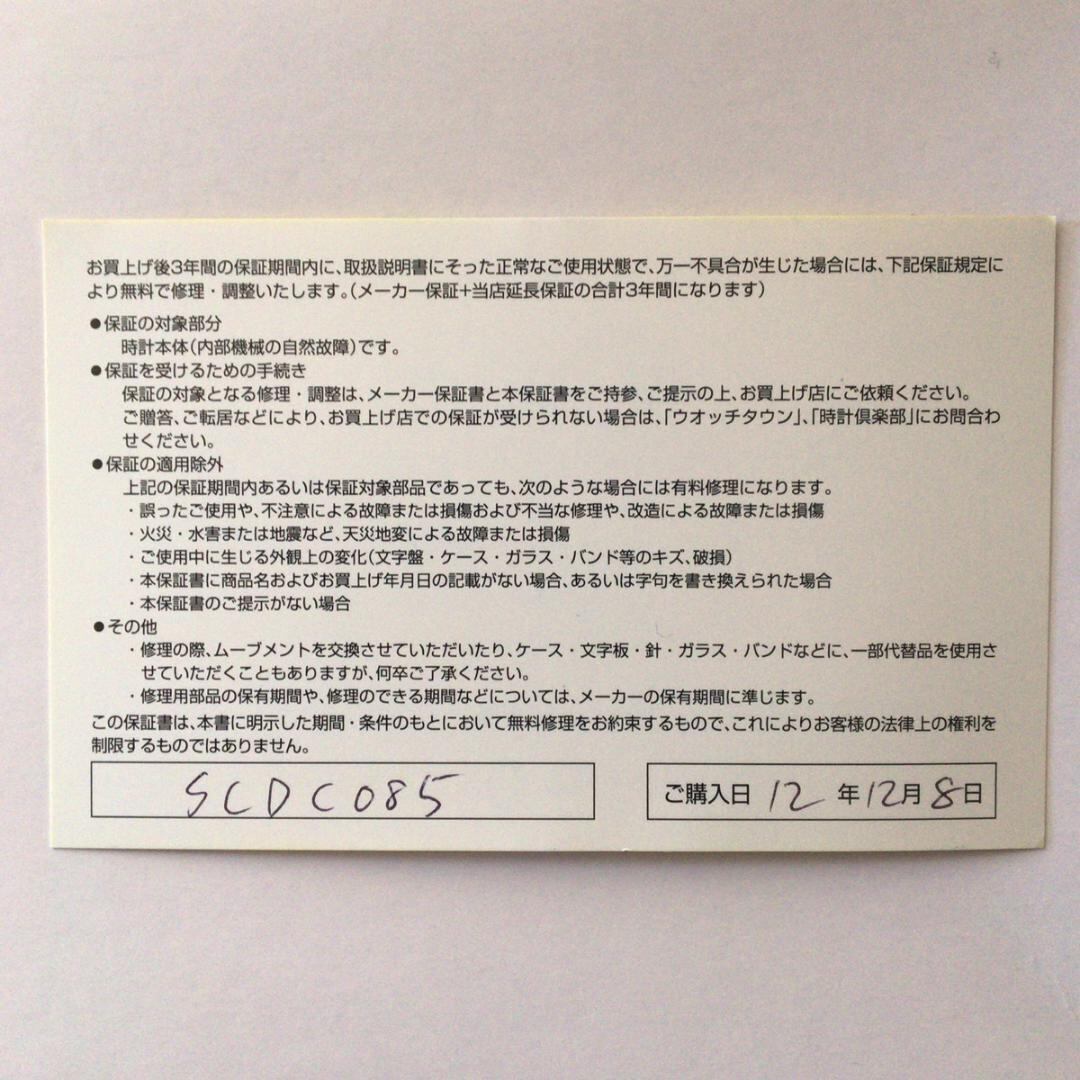 お買上げ後3年間の保証期間内に、取扱説明書にそった正常なご使用状態で、万一不具合が生じた場合には、下記保証規定に
より無料で修理・調整いたします。(メーカー保証+当店延長保証の合計3年間になります)
●保証の対象部分
時計本体(内部機械の自然故障)です。
●保証を受けるための手続き
保証の対象となる修理・調整は、メーカー保証書と本保証書をご持参、ご提示の上、お買上げ店にご依頼ください。
ご贈答、ご転居などにより、お買上げ店での保証が受けられない場合は、「ウオッチタウン」、「時計倶楽部」にお問合わ
せください。
●保証の適用除外
上記の保証期間内あるいは保証対象部品であっても、次のような場合には有料修理になります。
・誤ったご使用や、不注意による故障または損傷および不当な修理や、改造による故障または損傷
・火災・水害または地震など、天災地変による故障または損傷
・ご使用中に生じる外観上の変化(文字盤・ケース・ガラス・バンド等のキズ、破損)
・本保証書に商品名およびお買上げ年月日の記載がない場合、あるいは字句を書き換えられた場合
・本保証書のご提示がない場合
●その他
・修理の際、ムーブメントを交換させていただいたり、ケース・文字板・針・ガラス・バンドなどに、一部代替品を使用さ
せていただくこともありますが、何卒ご了承ください。
・修理用部品の保有期間や、修理のできる期間などについては、メーカーの保有期間に準じます。
この保証書は、本書に明示した期間・条件のもとにおいて無料修理をお約束するもので、これによりお客様の法律上の権利を
制限するものではありません。
SCDC085
ご購入日 12年12月8日